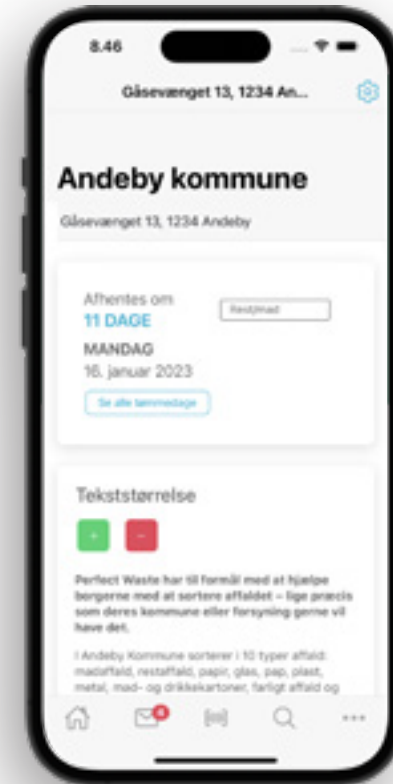 8.46
Gåsevænget 13, 1234 An...
Andeby kommune
Gåsevænget 13, 1234 Andeby
Afhentes om
11 DAGE
Rest/mad
MANDAG
16. januar 2023
Se alle tømmedage
Tekststørrelse
+
−
Perfect Waste har til formål med at hjælpe
borgerne med at sortere affaldet – lige præcis
som deres kommune eller forsyning gerne vil
have det.
I Andeby Kommune sorterer i 10 typer affald:
madaffald, restaffald, papir, glas, pap, plast,
metal, mad- og drikkekartoner, farligt affald og
4